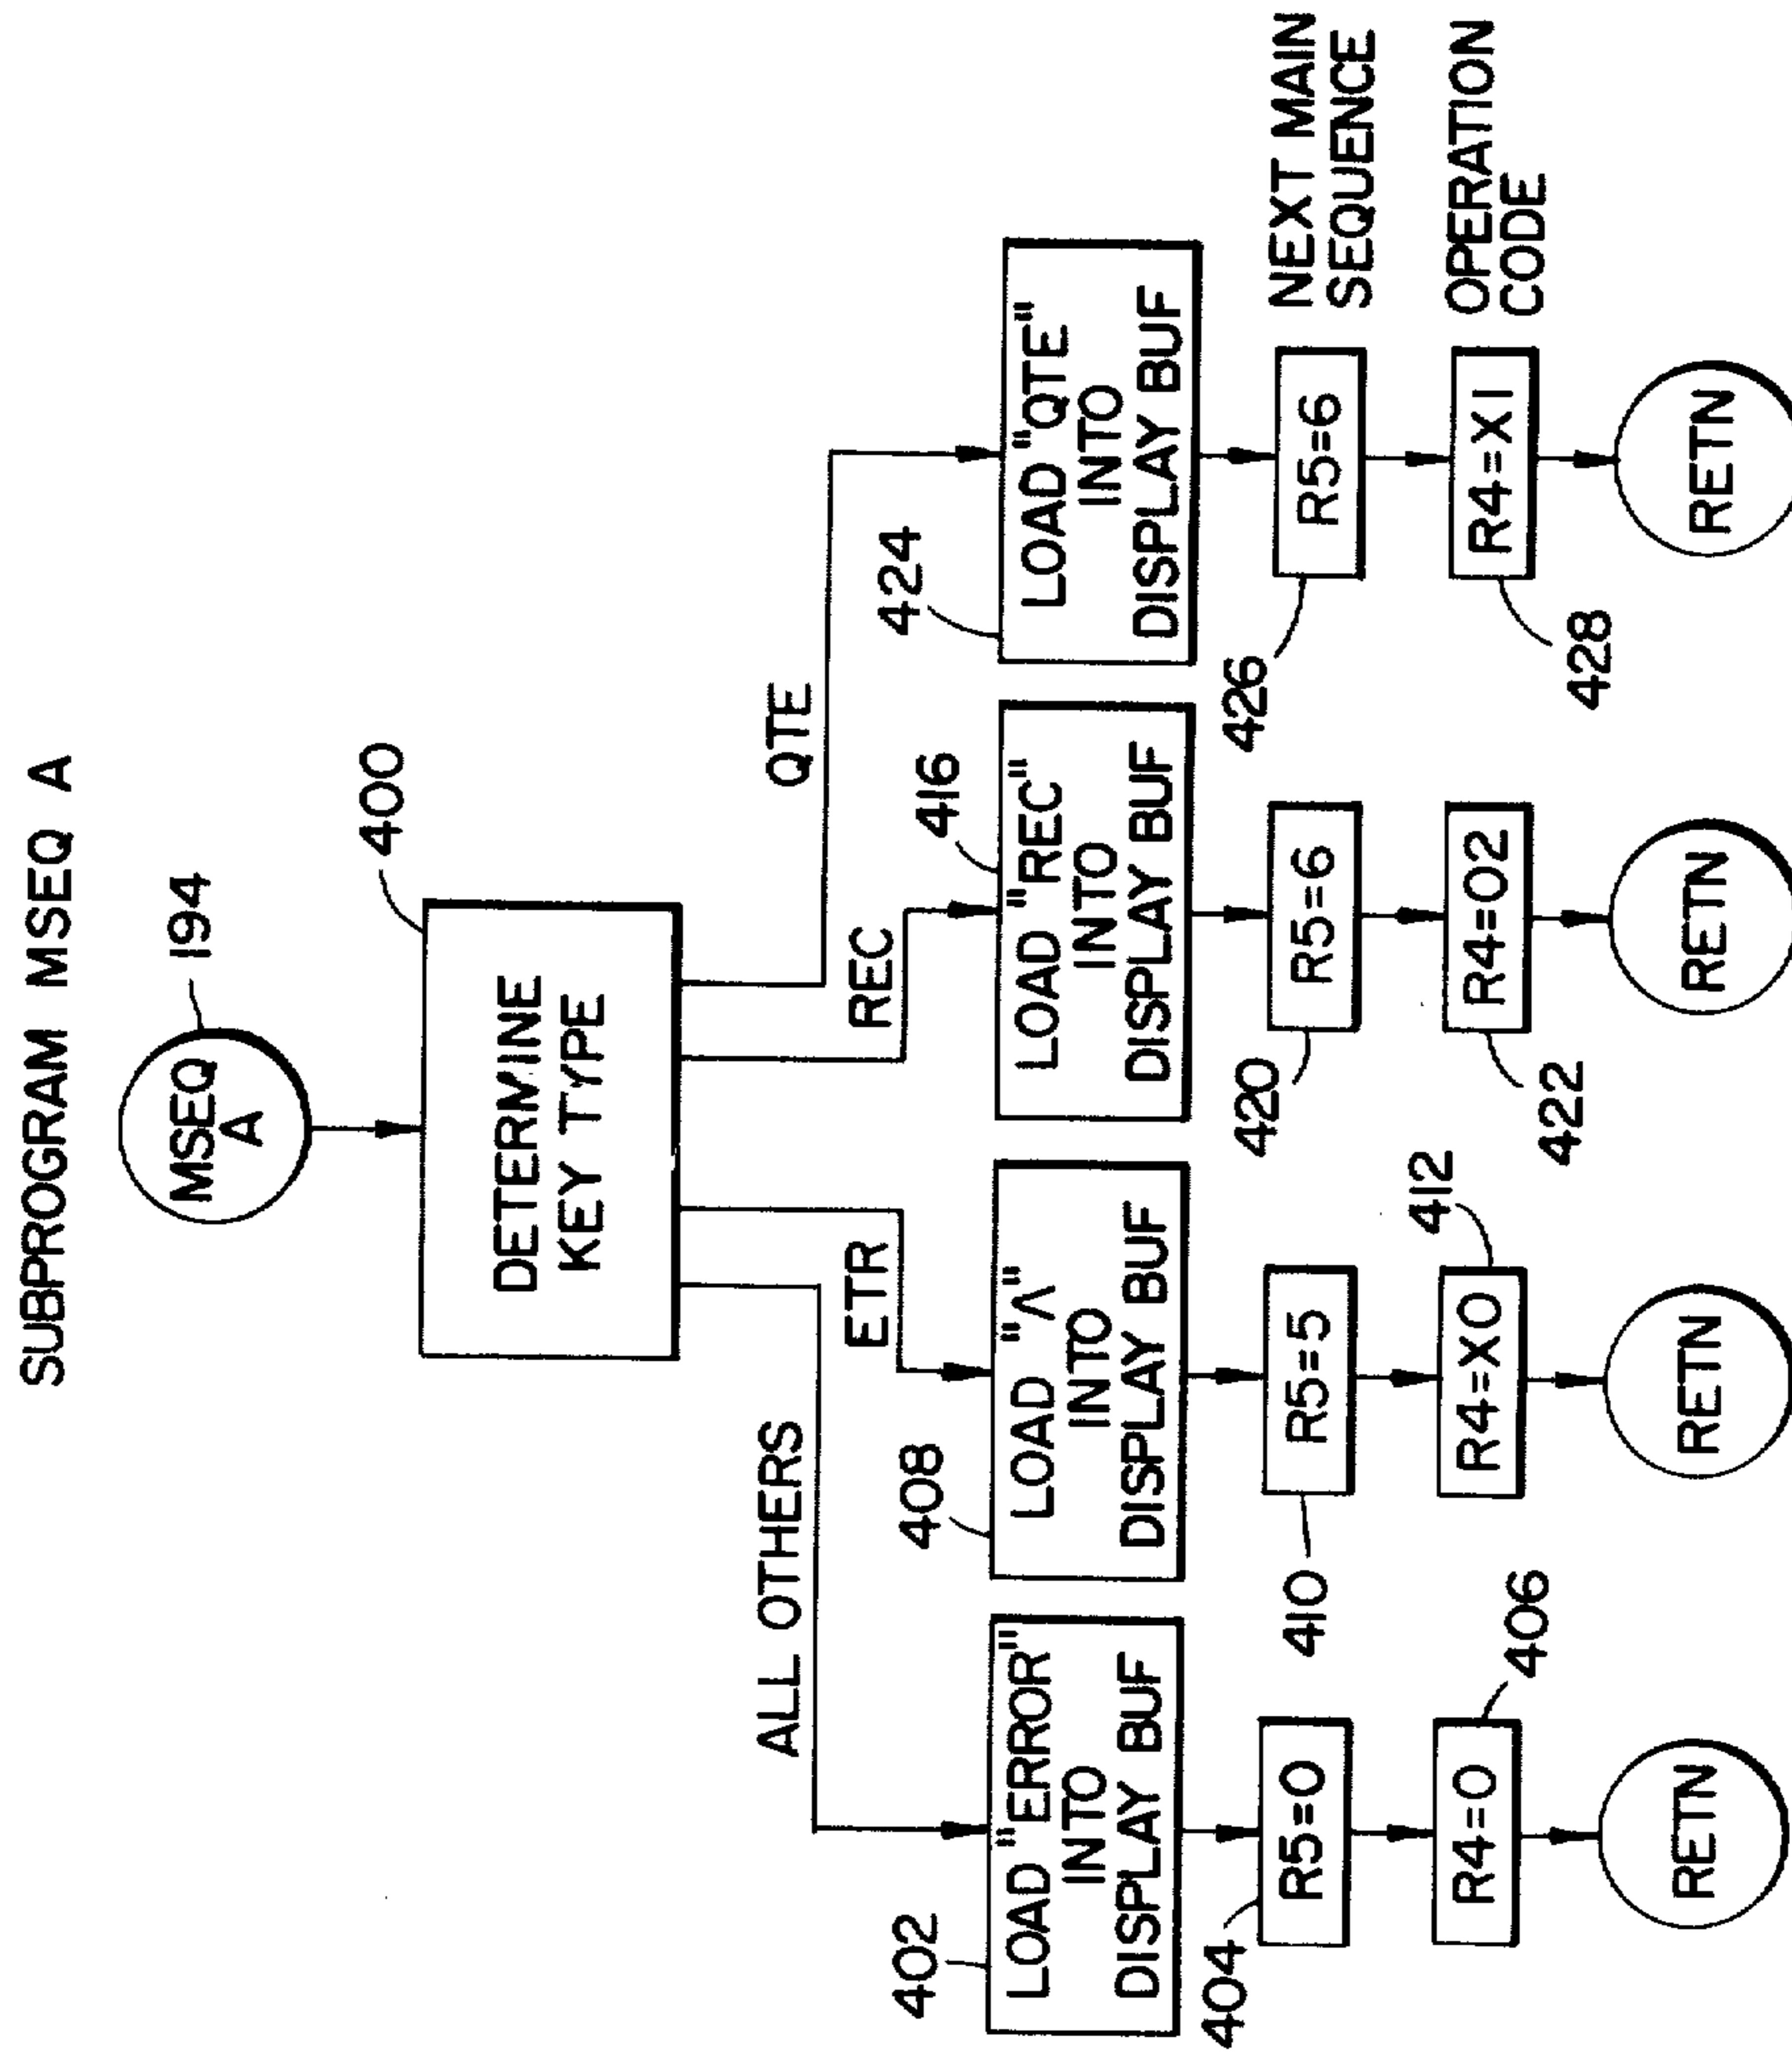 SUBPROGRAM MSEQ A
MSEQ
A
194
400
DETERMINE
KEY TYPE
ALL OTHERS
ETR
REC
QTE
402
LOAD "ERROR"
INTO
DISPLAY BUF
404
R5=0
R4=0
406
RETN
408
LOAD "Λ"
INTO
DISPLAY BUF
410
R5=5
R4=X0
412
RETN
416
LOAD "REC"
INTO
DISPLAY BUF
420
R5=6
R4=02
422
RETN
424
LOAD "QTE"
INTO
DISPLAY BUF
426
R5=6
NEXT MAIN
SEQUENCE
R4=X1
428
OPERATION
CODE
RETN